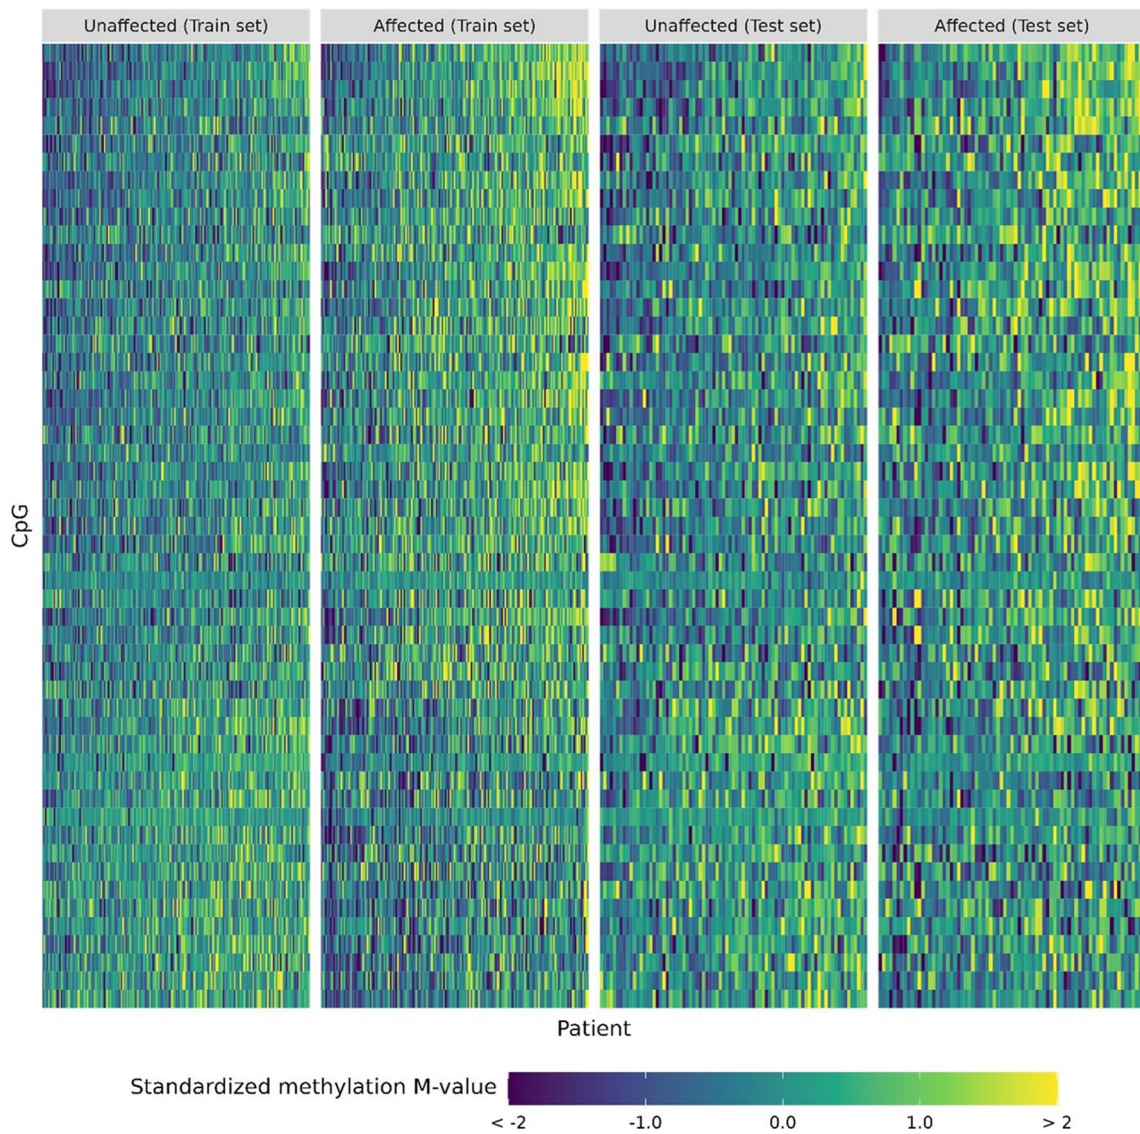 Unaffected (Train set)
Affected (Train set)
Unaffected (Test set)
Affected (Test set)
CpG
Patient
Standardized methylation M-value
< -2
-1.0
0.0
1.0
> 2